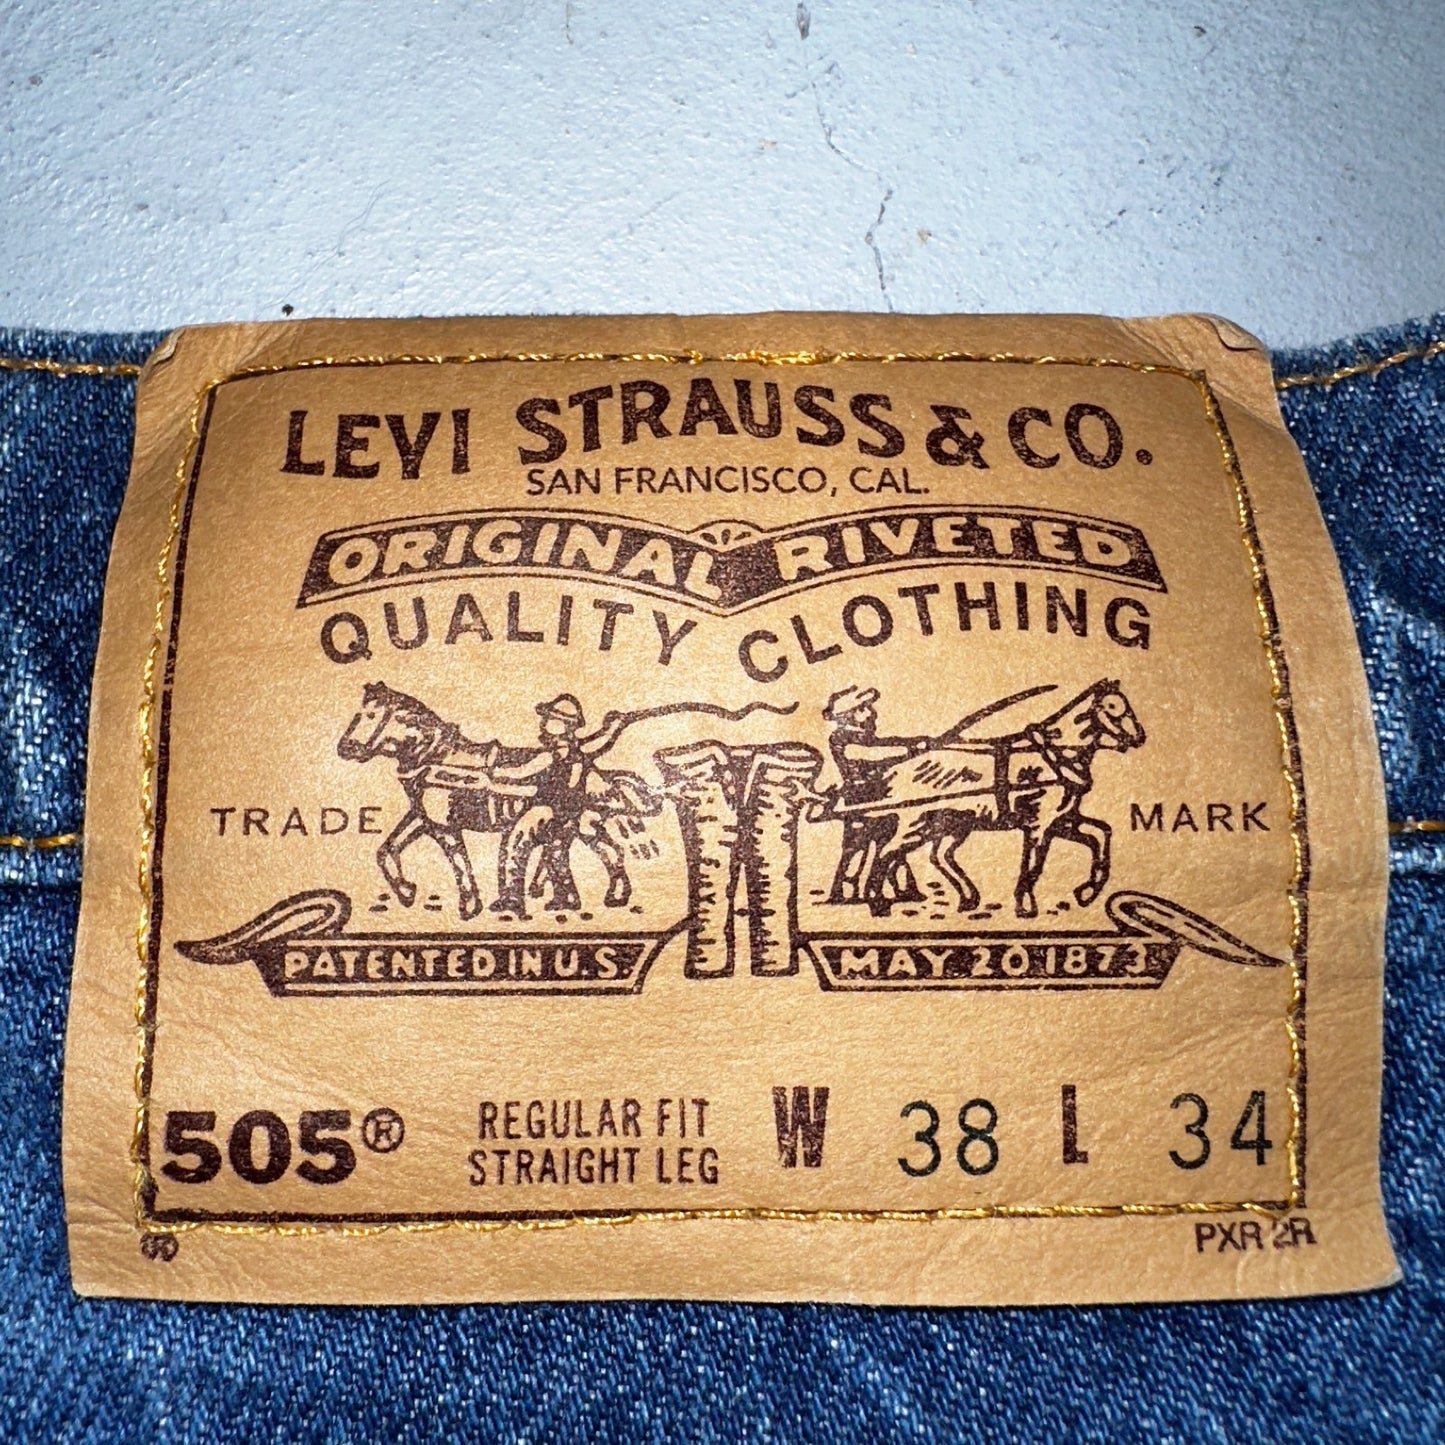 LEVI STRAUSS & CO.
SAN FRANCISCO, CAL.
ORIGINAL RIVETED
QUALITY CLOTHING
TRADE MARK
PATENTED IN U.S. MAY 20 1873
505® REGULAR FIT W 38 L 34
STRAIGHT LEG
PXR 2R